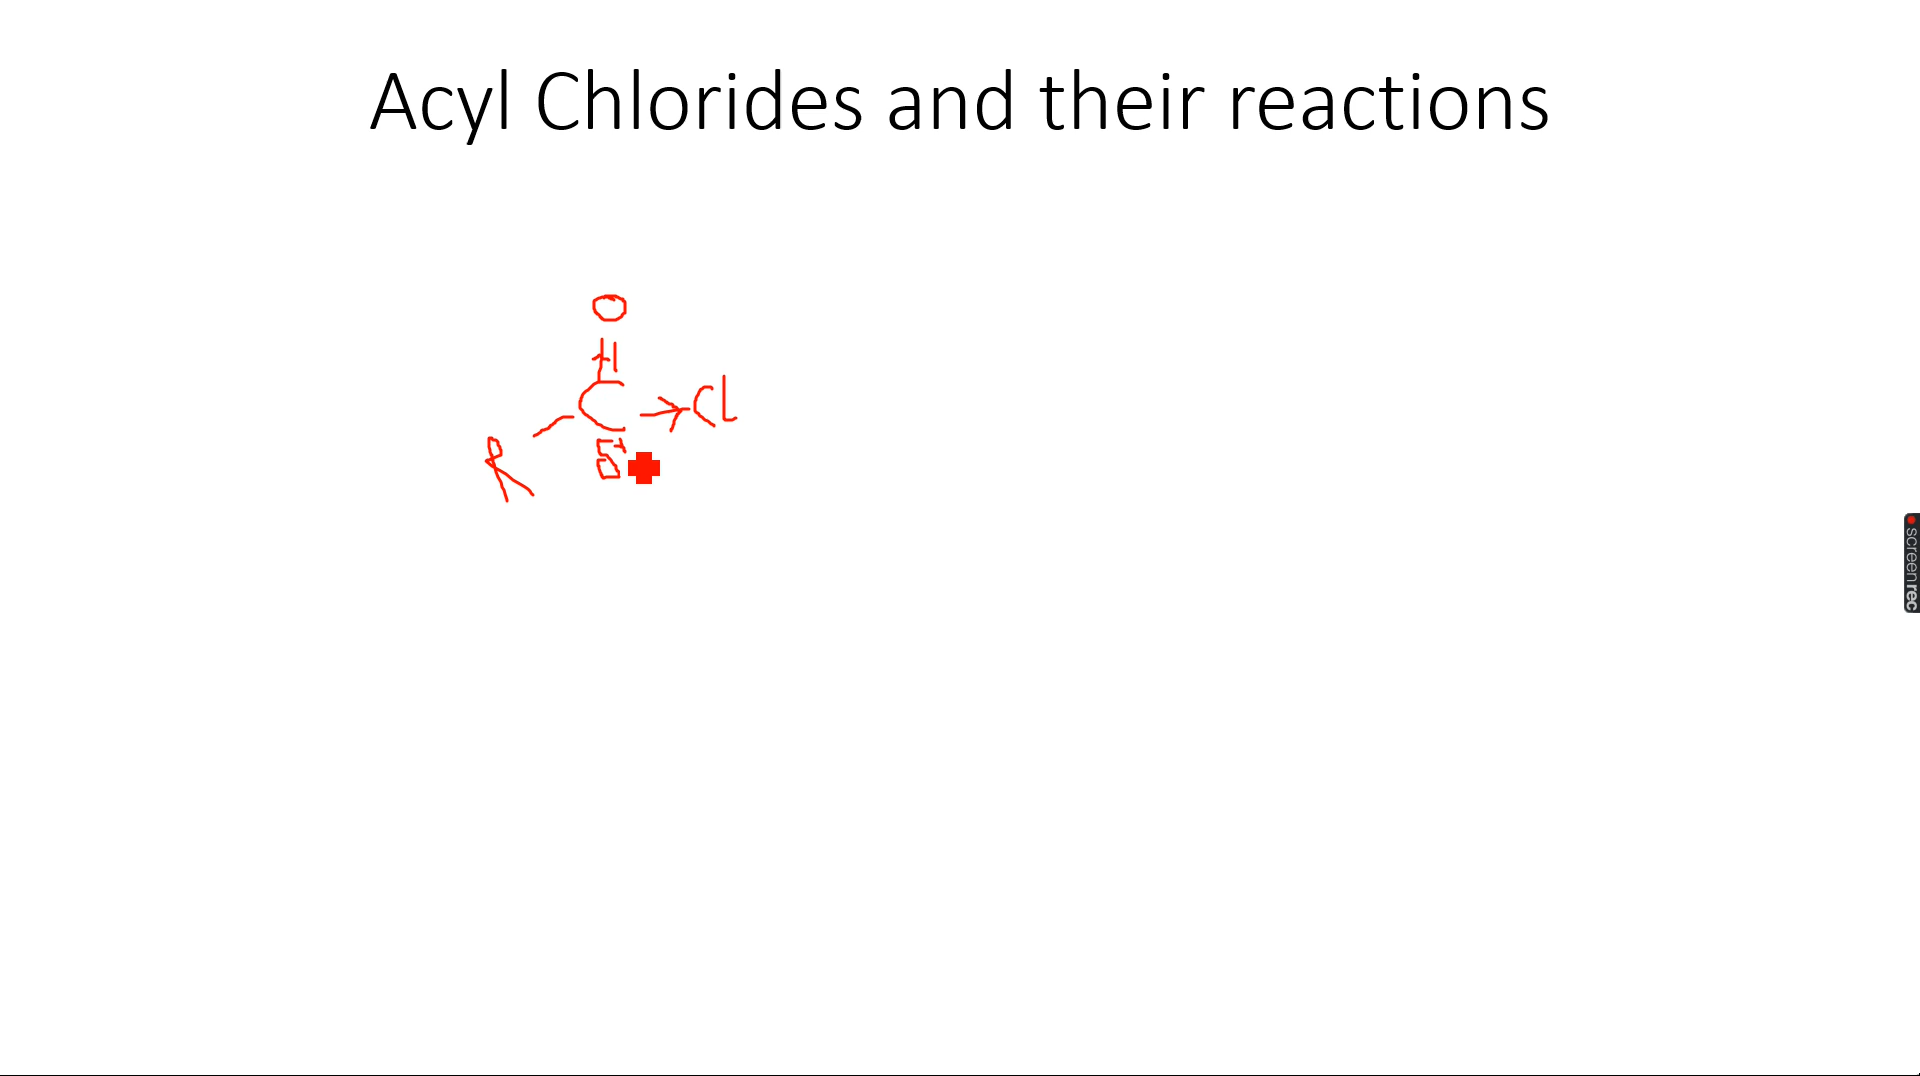 Acyl Chlorides and their reactions
O
C Cl
R δ+
screenrec